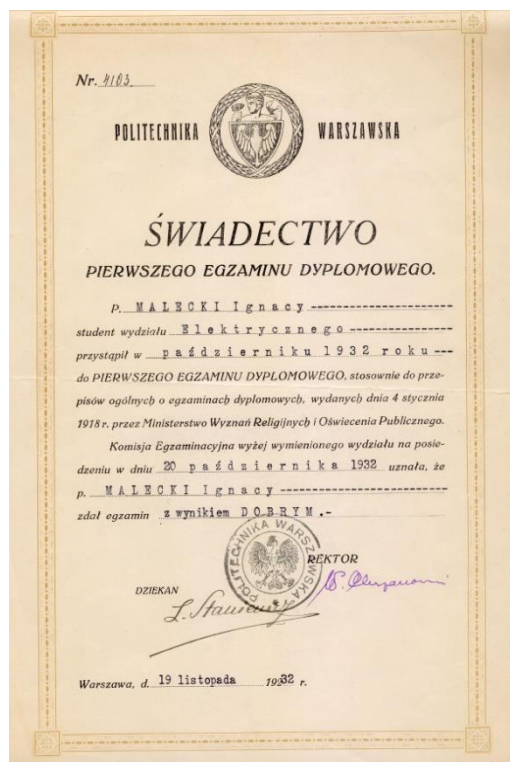 Nr. 4103
POLITECHNIKA WARSZAWSKA
ŚWIADECTWO
PIERWSZEGO EGZAMINU DYPLOMOWEGO.
P. MALECKI Ignacy
student wydziału Elektrycznego
przystąpił w październiku 1932 roku
do PIERWSZEGO EGZAMINU DYPLOMOWEGO, stosownie do prze-
pisów ogólnych o egzaminach dyplomowych, wydanych dnia 4 stycznia
1918 r. przez Ministerstwo Wyznań Religijnych i Oświecenia Publicznego.
Komisja Egzaminacyjna wyżej wymienionego wydziału na posie-
dzeniu w dniu 20 października 1932 uznała, że
p. MALECKI Ignacy
zdał egzamin z wynikiem DOBRYM.-
POLITECHNIKA WARSZAWSKA
REKTOR
DZIEKAN
Warszawa, d. 19 listopada 1932 r.